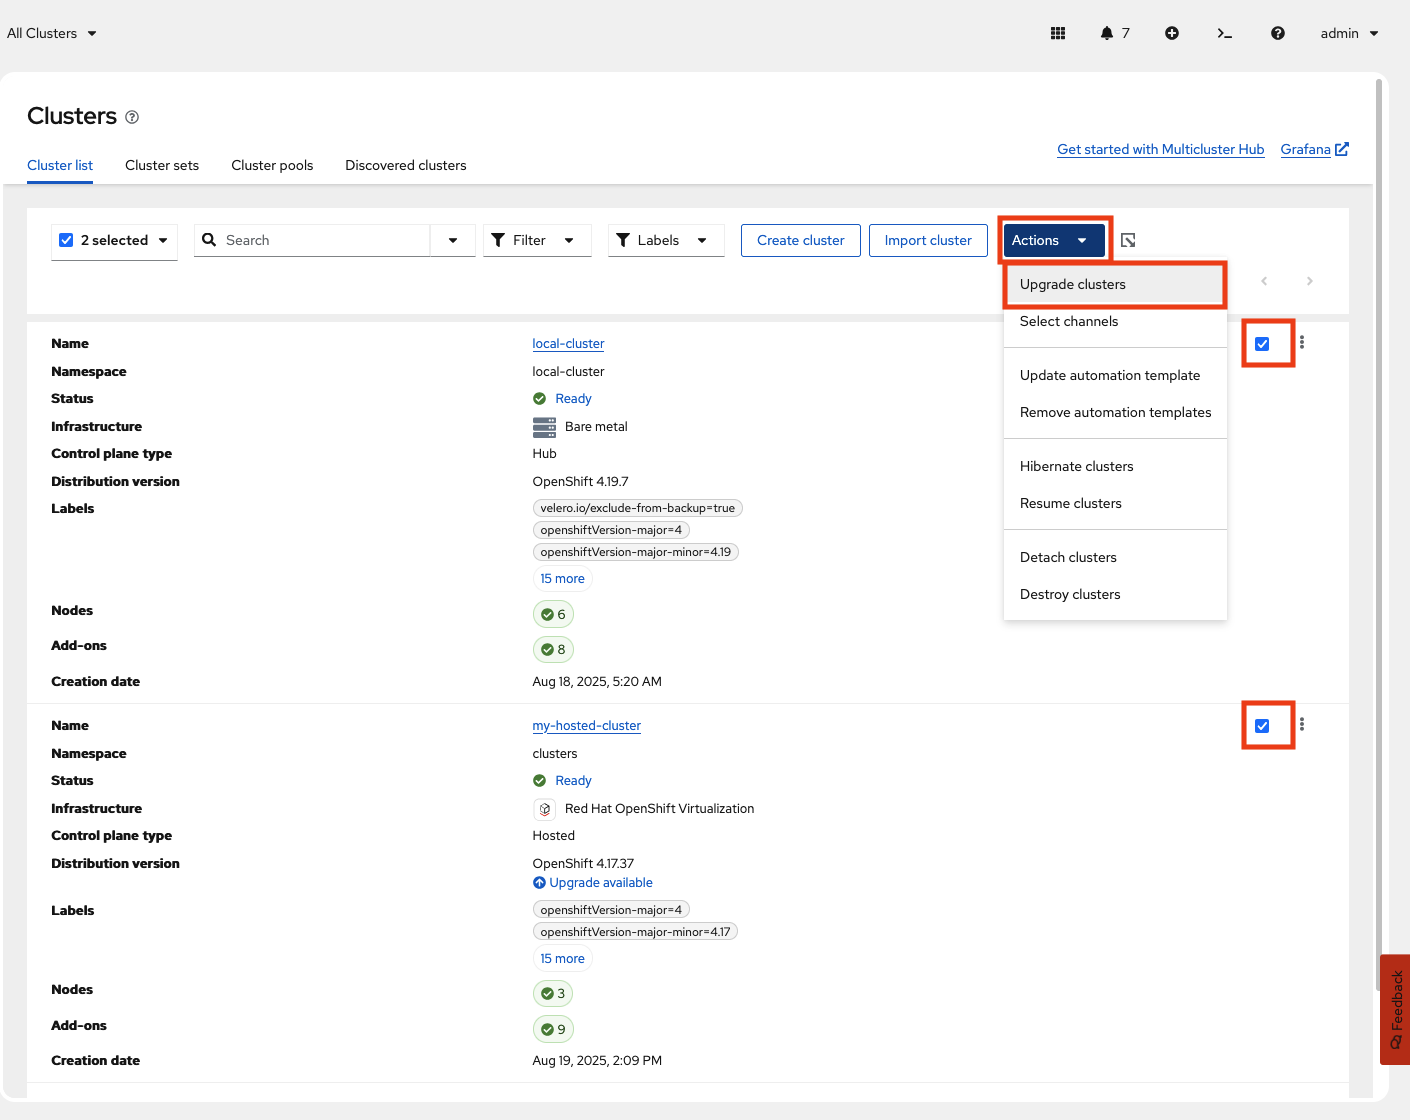 All Clusters
7
admin
Clusters
Get started with Multicluster Hub Grafana
Cluster list Cluster sets Cluster pools Discovered clusters
2 selected Search Filter Labels Create cluster Import cluster Actions
Upgrade clusters
Select channels
Update automation template
Remove automation templates
Hibernate clusters
Resume clusters
Detach clusters
Destroy clusters
Name local-cluster
Namespace local-cluster
Status Ready
Infrastructure Bare metal
Control plane type Hub
Distribution version OpenShift 4.19.7
Labels velero.io/exclude-from-backup=true
openshiftVersion-major=4
openshiftVersion-major-minor=4.19
15 more
Nodes 6
Add-ons 8
Creation date Aug 18, 2025, 5:20 AM
Name my-hosted-cluster
Namespace clusters
Status Ready
Infrastructure Red Hat OpenShift Virtualization
Control plane type Hosted
Distribution version OpenShift 4.17.37
Upgrade available
Labels openshiftVersion-major=4
openshiftVersion-major-minor=4.17
15 more
Nodes 3
Add-ons 9
Creation date Aug 19, 2025, 2:09 PM
Feedback